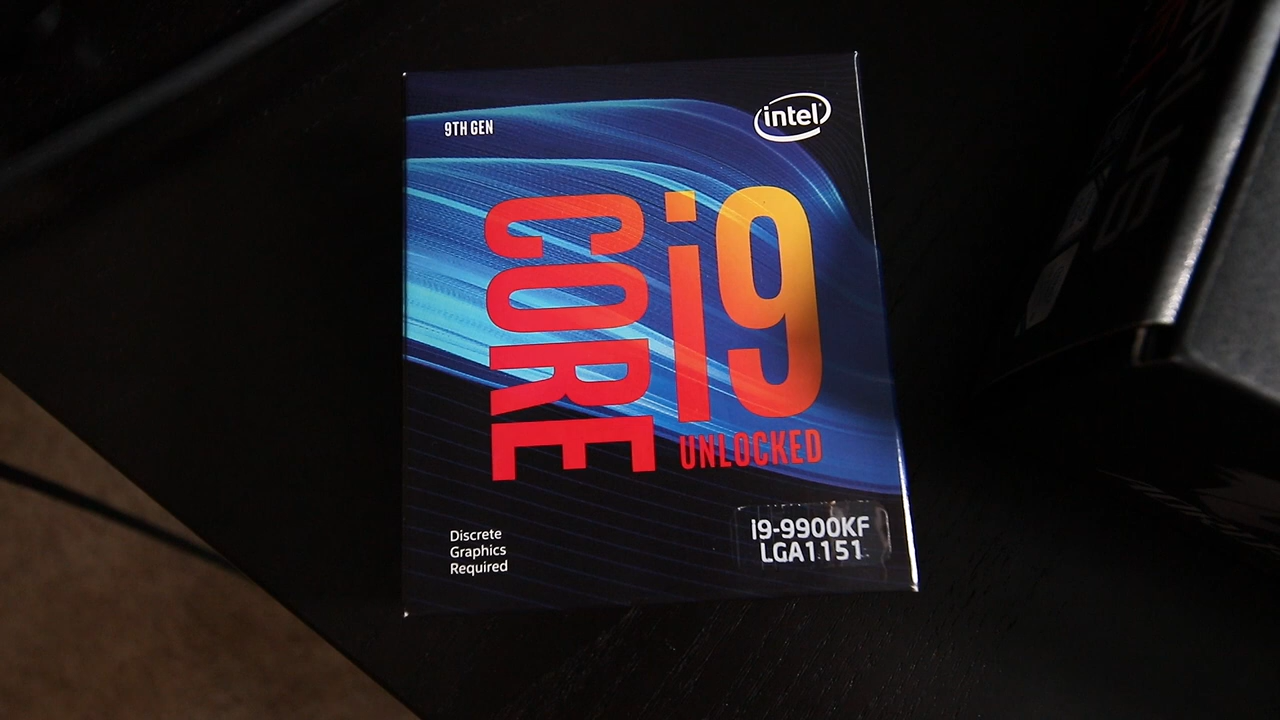 9TH GEN
intel
CORE
i9
UNLOCKED
Discrete
Graphics
Required
i9-9900KF
LGA1151